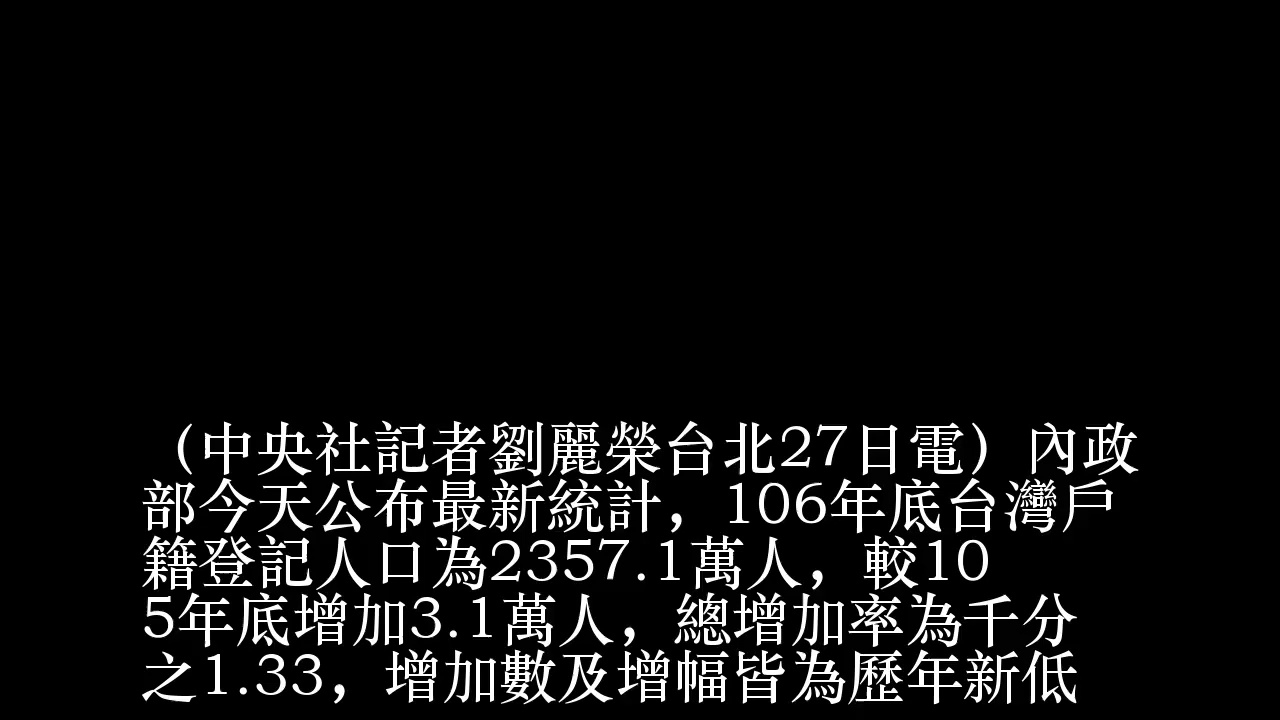 （中央社記者劉麗榮台北27日電）內政
部今天公布最新統計，106年底台灣戶
籍登記人口為2357.1萬人，較10
5年底增加3.1萬人，總增加率為千分
之1.33，增加數及增幅皆為歷年新低